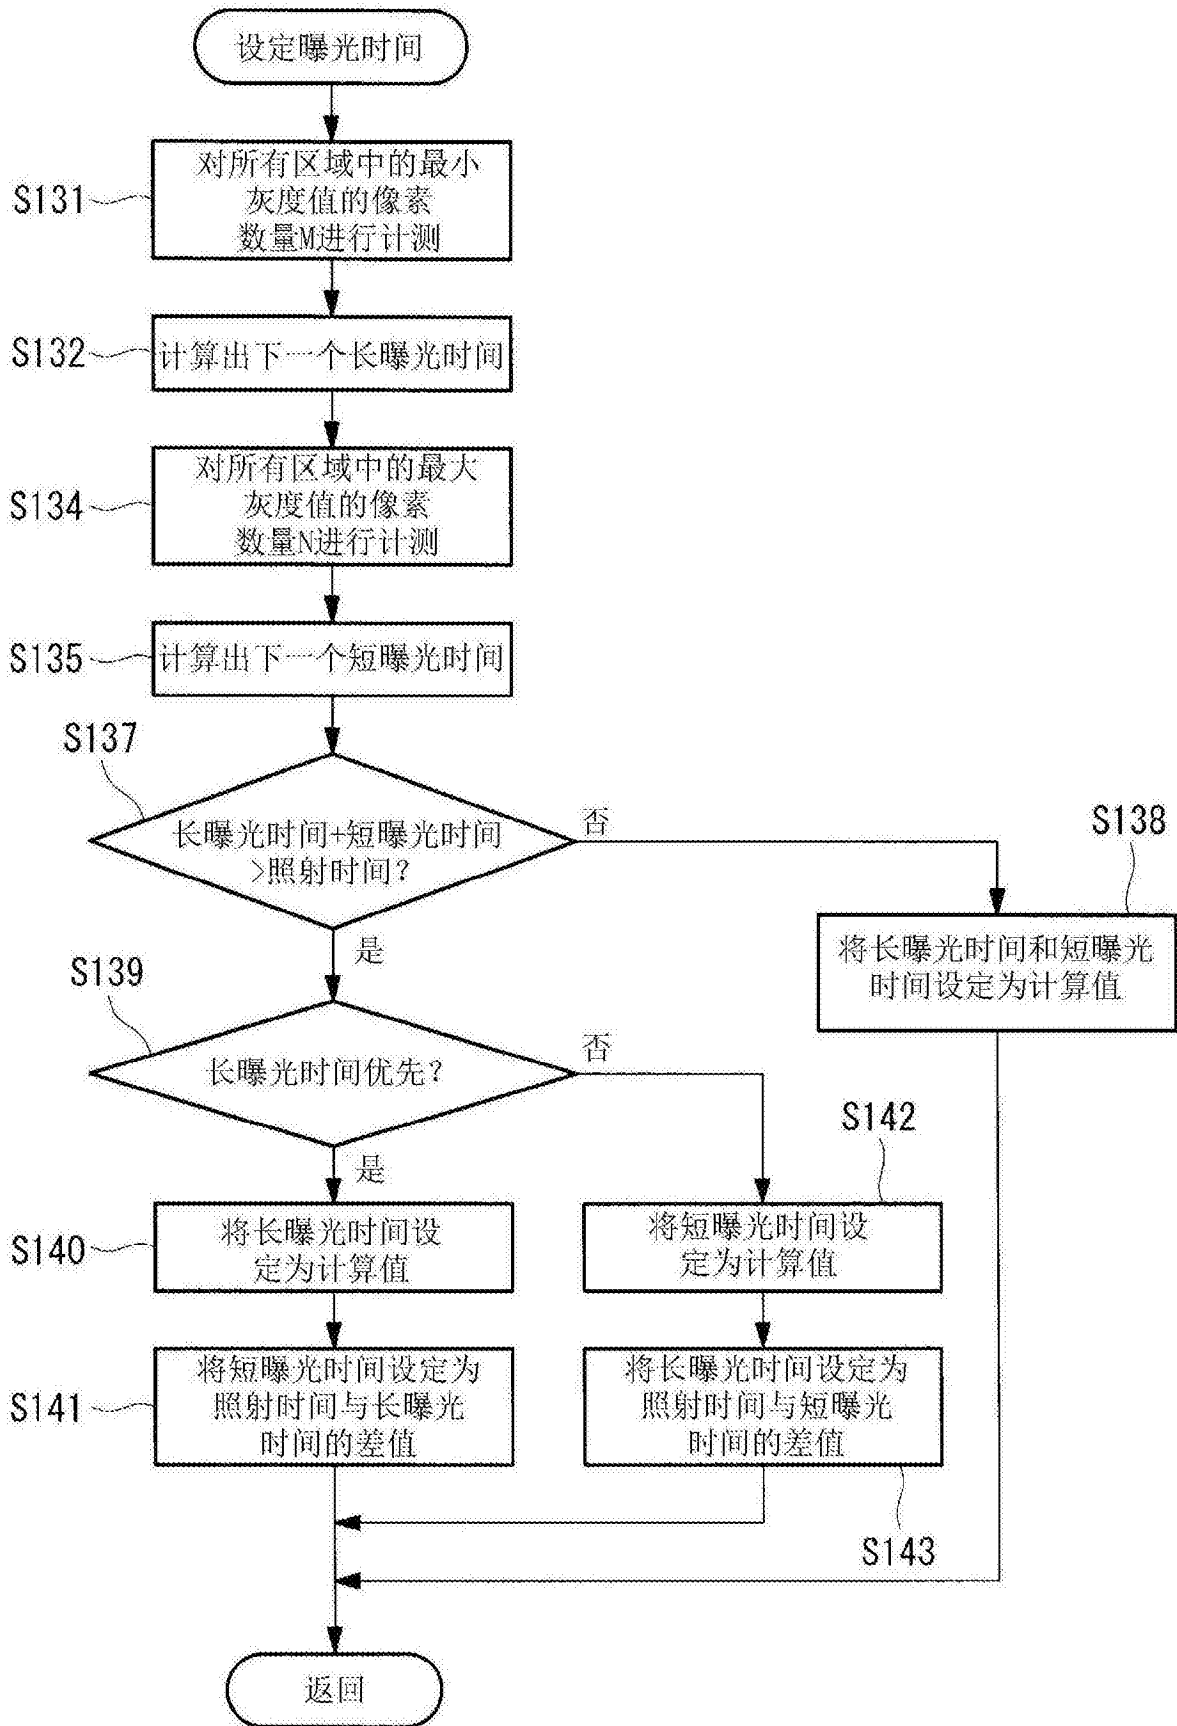 设定曝光时间
S131
对所有区域中的最小
灰度值的像素
数量M进行计测
S132
计算出下一个长曝光时间
S134
对所有区域中的最大
灰度值的像素
数量N进行计测
S135
计算出下一个短曝光时间
S137
长曝光时间+短曝光时间
>照射时间?
否
是
S138
将长曝光时间和短曝光
时间设定为计算值
S139
长曝光时间优先?
否
是
S140
将长曝光时间设
定为计算值
S142
将短曝光时间设
定为计算值
S141
将短曝光时间设定为
照射时间与长曝光
时间的差值
将长曝光时间设定为
照射时间与短曝光
时间的差值
S143
返回